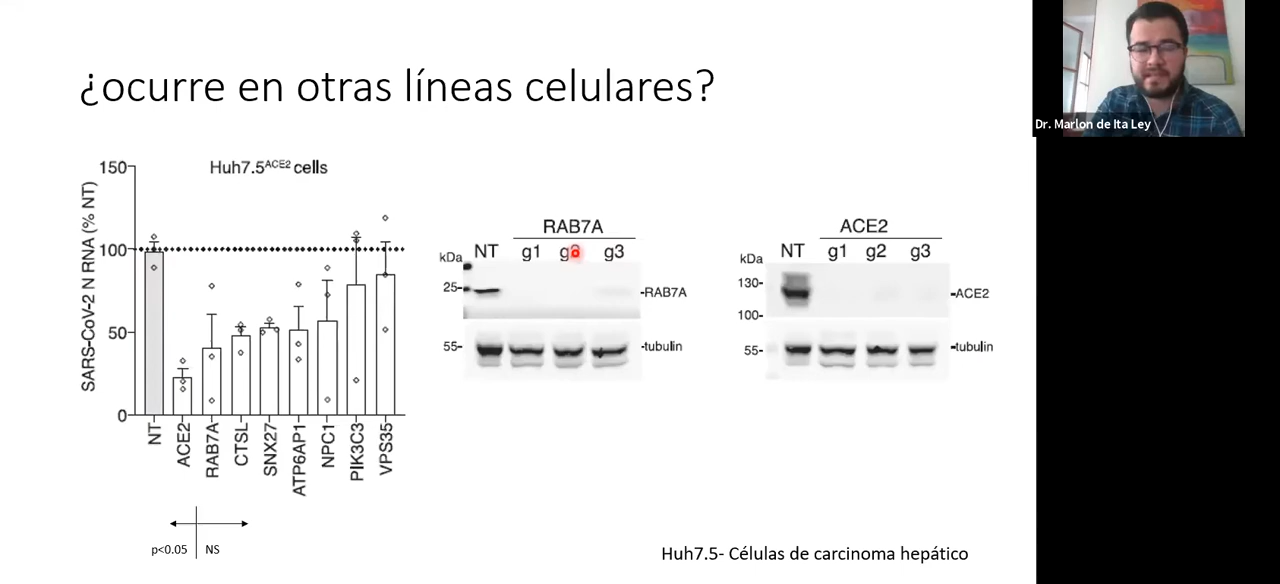 ¿ocurre en otras líneas celulares?
Dr. Marlon de Ita Ley
Huh7.5ACE2 cells
SARS-CoV-2 N RNA (% NT)
150
100
50
0
NT
ACE2
RAB7A
CTSL
SNX27
ATP6AP1
NPC1
PIK3C3
VPS35
p<0.05
NS
RAB7A
kDa NT g1 g3
25-
-RAB7A
55-
-tubulin
ACE2
kDa NT g1 g2 g3
130-
-ACE2
100-
55-
-tubulin
Huh7.5- Células de carcinoma hepático